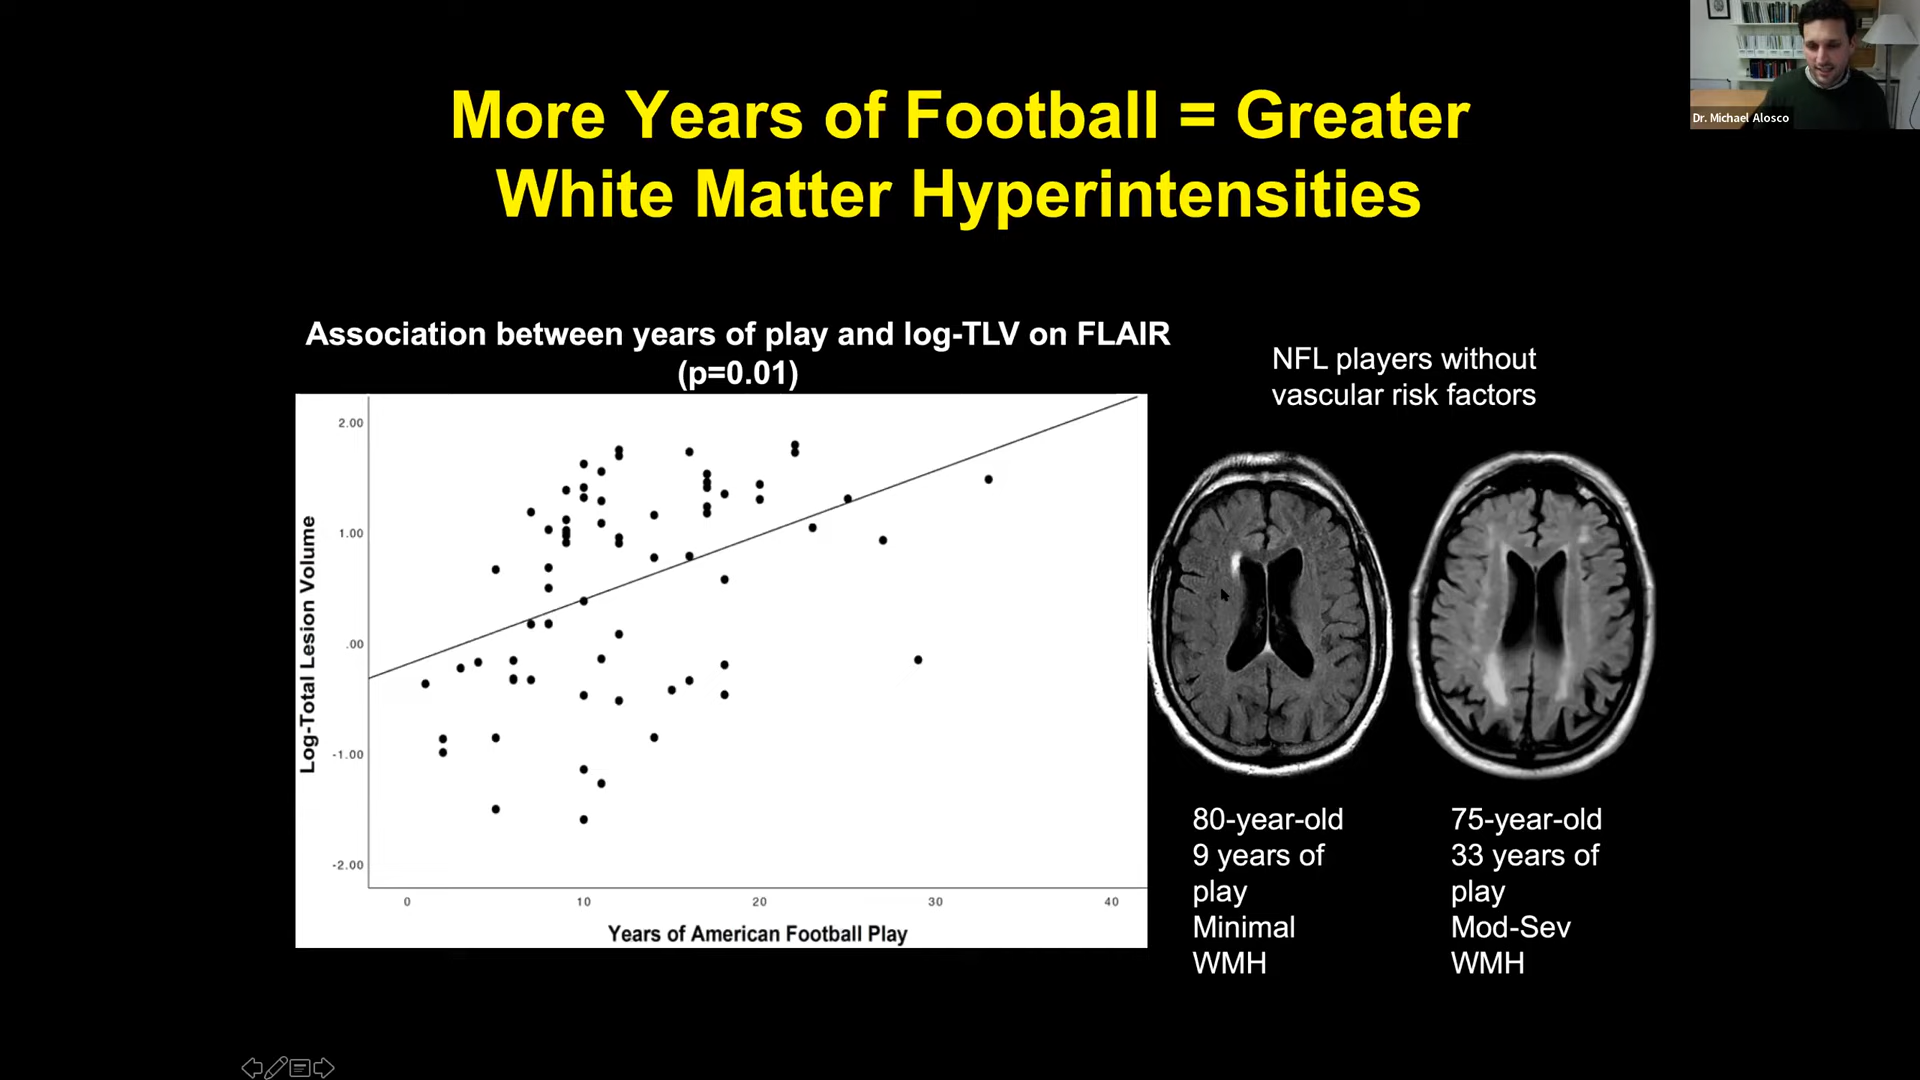 Dr. Michael Alosco
More Years of Football = Greater
White Matter Hyperintensities
Association between years of play and log-TLV on FLAIR
(p=0.01)
Log-Total Lesion Volume
2.00
1.00
.00
-1.00
-2.00
0
10
20
30
40
Years of American Football Play
NFL players without
vascular risk factors
80-year-old
9 years of
play
Minimal
WMH
75-year-old
33 years of
play
Mod-Sev
WMH